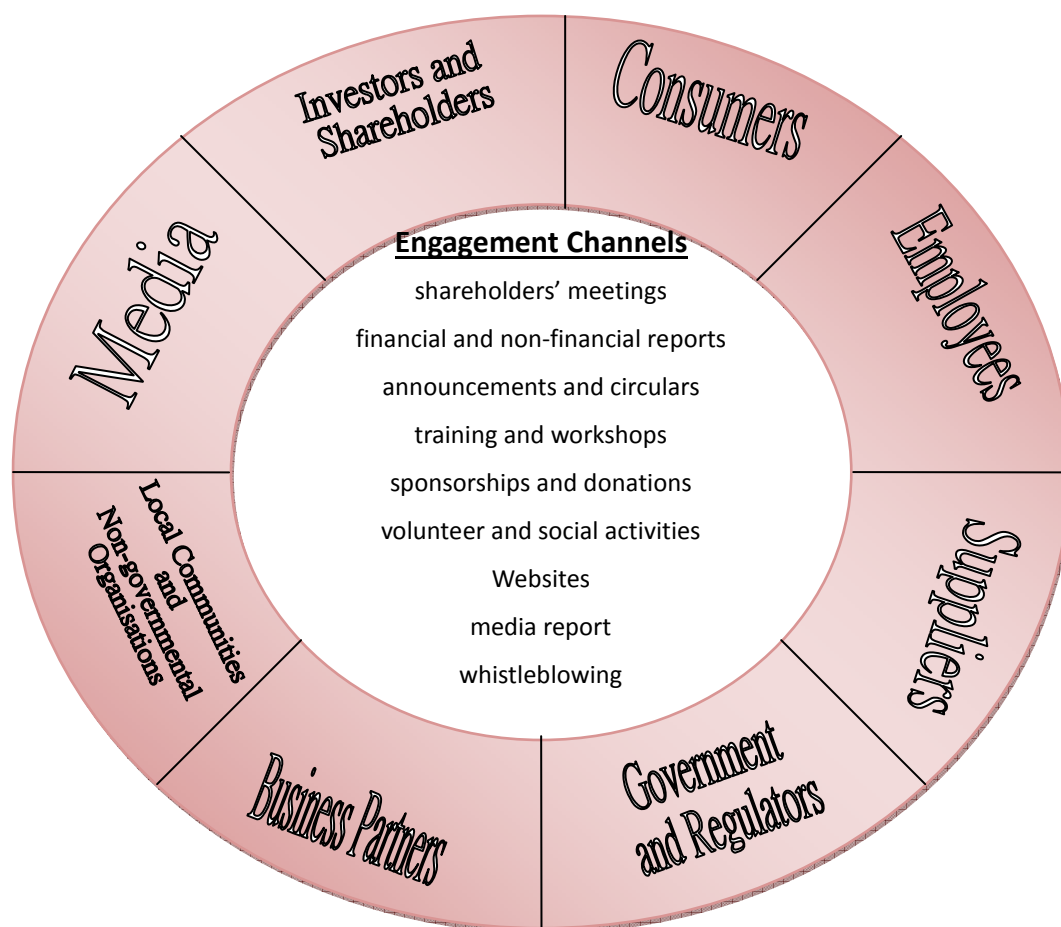 Investors and
Shareholders
Consumers
Employees
Suppliers
Government
and Regulators
Business Partners
Local Communities
and
Non-governmental
Organisations
Media
Engagement Channels
shareholders’ meetings
financial and non-financial reports
announcements and circulars
training and workshops
sponsorships and donations
volunteer and social activities
Websites
media report
whistleblowing